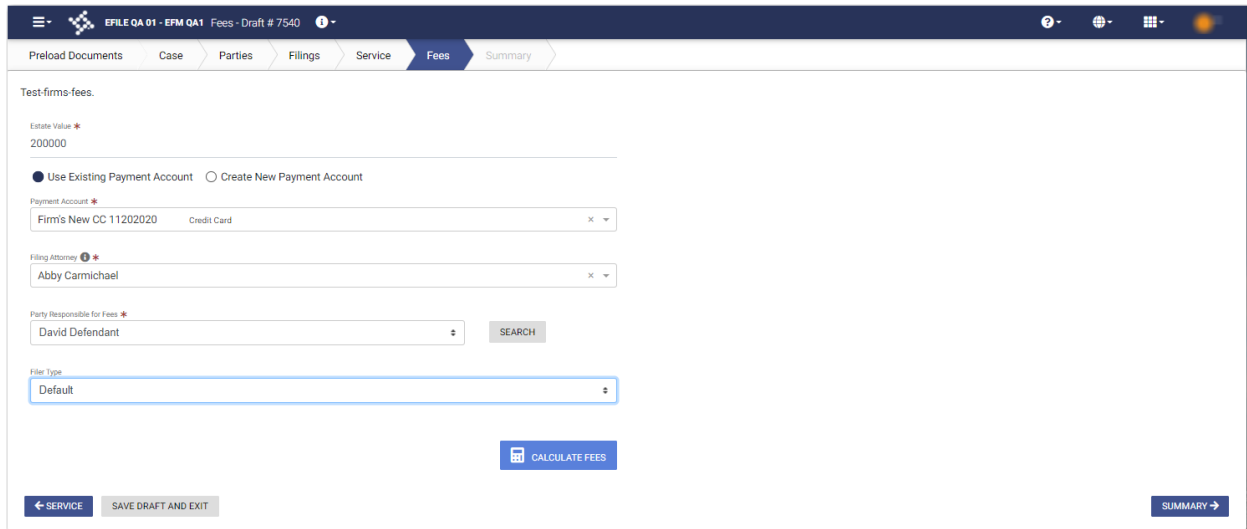 EFILE QA 01 - EFM QA1 Fees - Draft # 7540
Preload Documents Case Parties Filings Service Fees Summary
Test-firms-fees.
Estate Value *
200000
Use Existing Payment Account Create New Payment Account
Payment Account *
Firm's New CC 11202020 Credit Card
Filing Attorney *
Abby Carmichael
Party Responsible for Fees *
David Defendant SEARCH
Filer Type
Default
CALCULATE FEES
SERVICE SAVE DRAFT AND EXIT SUMMARY